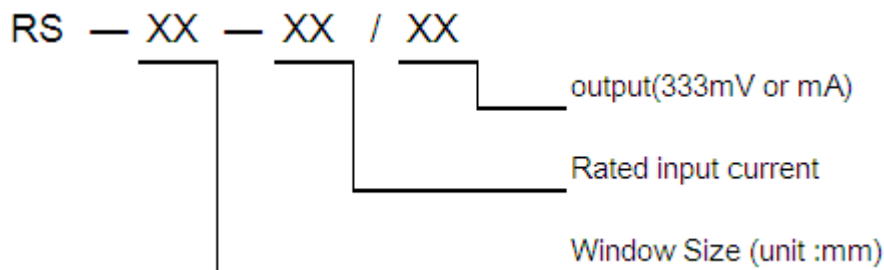 RS — XX — XX / XX
output(333mV or mA)
Rated input current
Window Size (unit :mm)